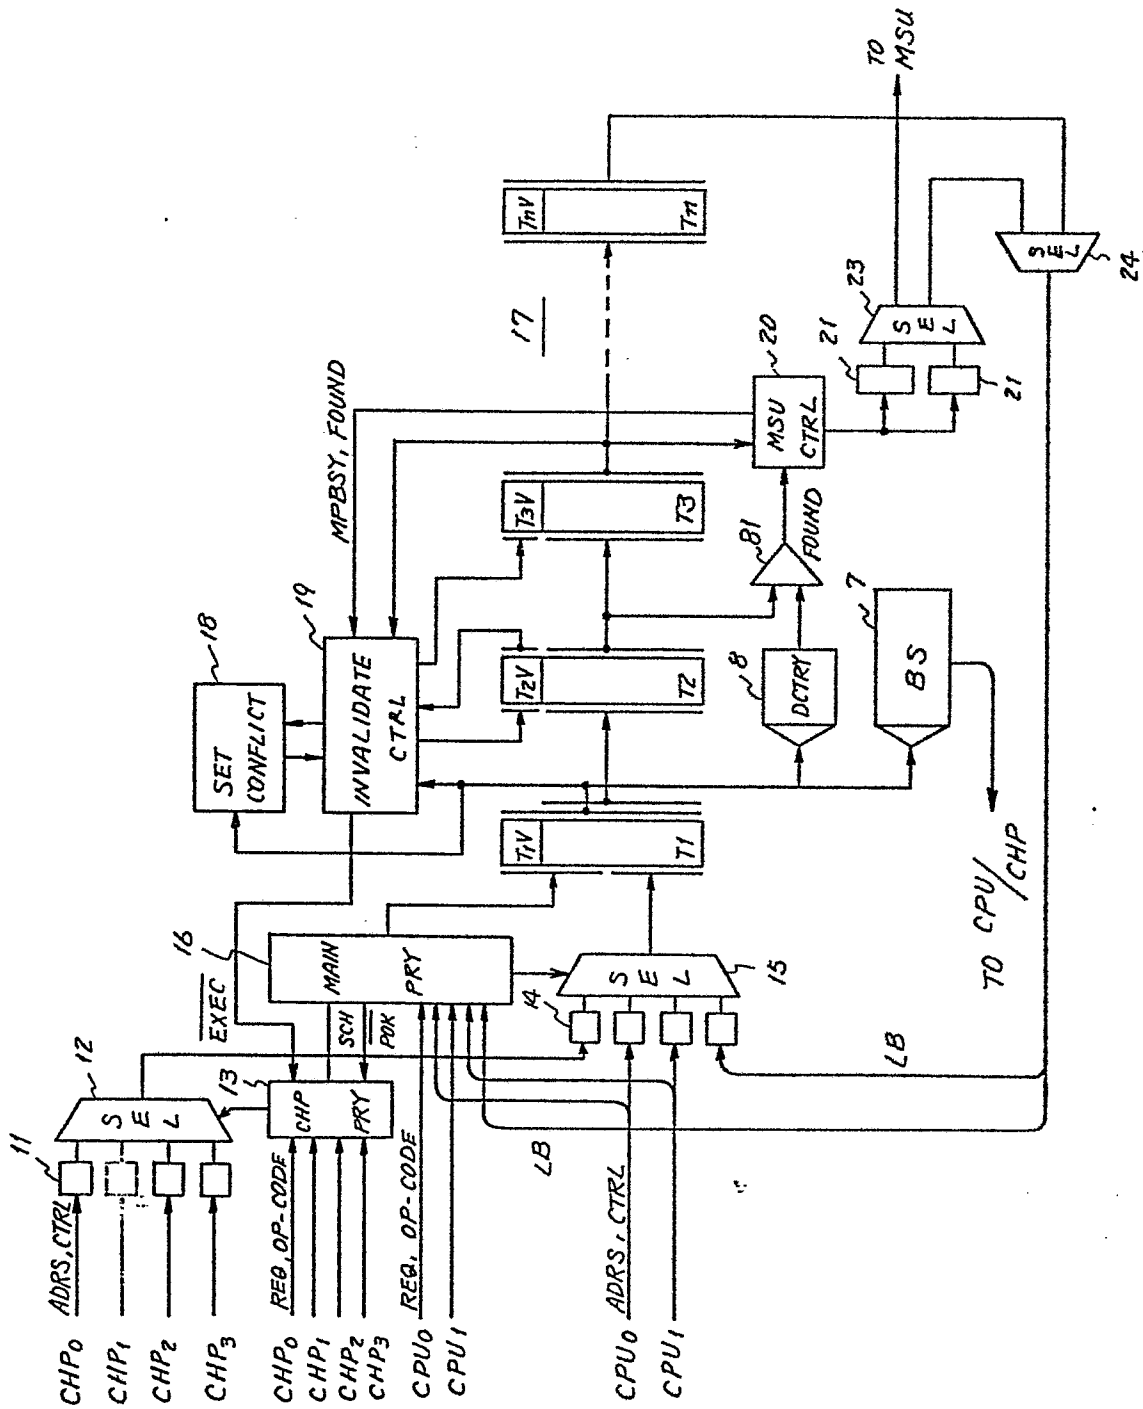 CHP0 ADRS,CTRL
CHP1
CHP2
CHP3
11
SEL
12
CHP0 REQ,OP-CODE
CHP1
CHP2
CHP3
CHP
PRY
13
EXEC
SCH
POK
CPU0 REQ, OP-CODE
CPU1
MAIN
PRY
16
CPU0 ADRS, CTRL
CPU1
LB
LB
14
SEL
15
T1V
T1
SET
CONFLICT
18
INVALIDATE
CTRL
19
MPBSY, FOUND
T2V
T2
T3V
T3
17
TnV
Tn
DCTRY
8
81
FOUND
BS
7
TO CPU/
CHP
MSU
CTRL
20
21
21
SEL
23
SEL
24
TO
MSU